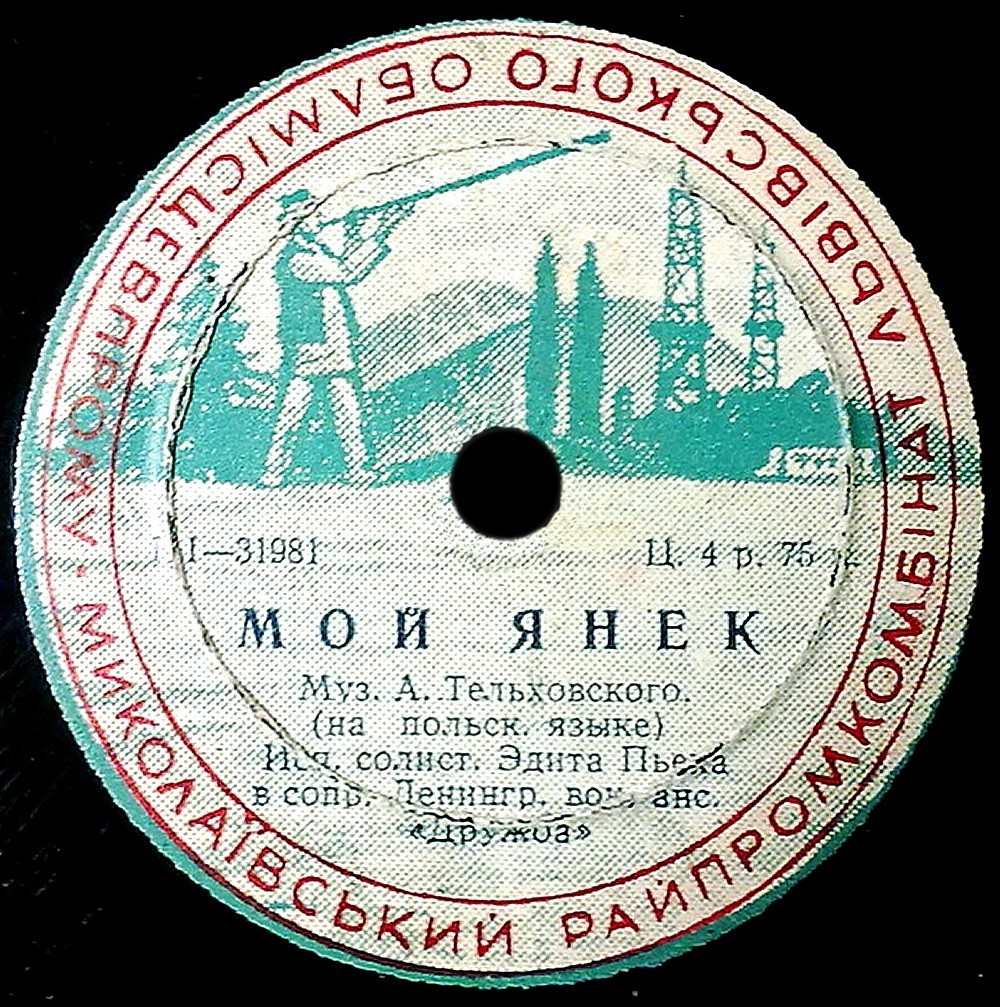 МИКОЛАЇВСЬКИЙ РАЙПРОМКОМБІНАТ ЛЬВІВСЬКОГО ОБЛМІСЦЕВПРОМУ ·
31981
Ц. 4 р. 75
МОЙ ЯНЕК
Муз. А. Тельховского.
(на польск. языке)
Исп. солист. Эдита Пьеха
в сопр. Ленингр. вок. анс.
«Дружба»